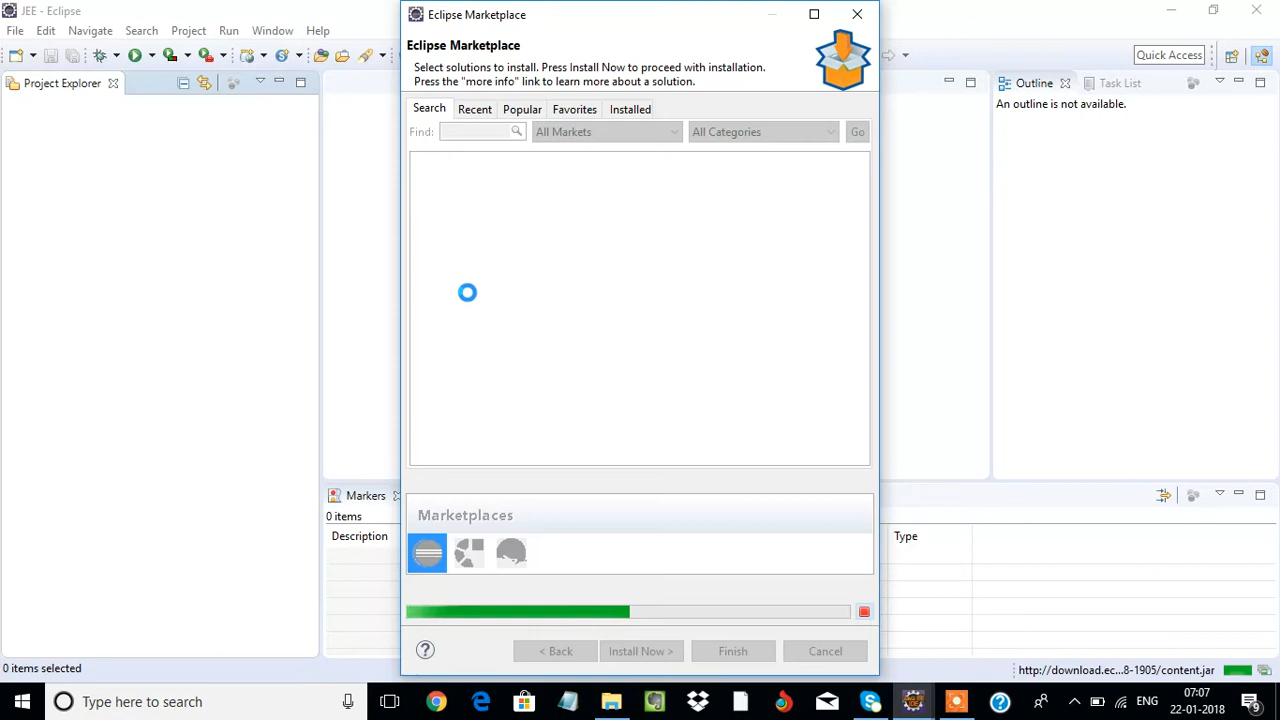 JEE - Eclipse
File Edit Navigate Search Project Run Window Help
Quick Access
Project Explorer
Outline
Task List
An outline is not available.
Eclipse Marketplace
Eclipse Marketplace
Select solutions to install. Press Install Now to proceed with installation.
Press the "more info" link to learn more about a solution.
Search Recent Popular Favorites Installed
Find: All Markets All Categories Go
Marketplaces
< Back Install Now > Finish Cancel
Markers
0 items
Description
Type
0 items selected
http://download.ec...8-1905/content.jar
Type here to search
ENG
07:07
22-01-2018
9